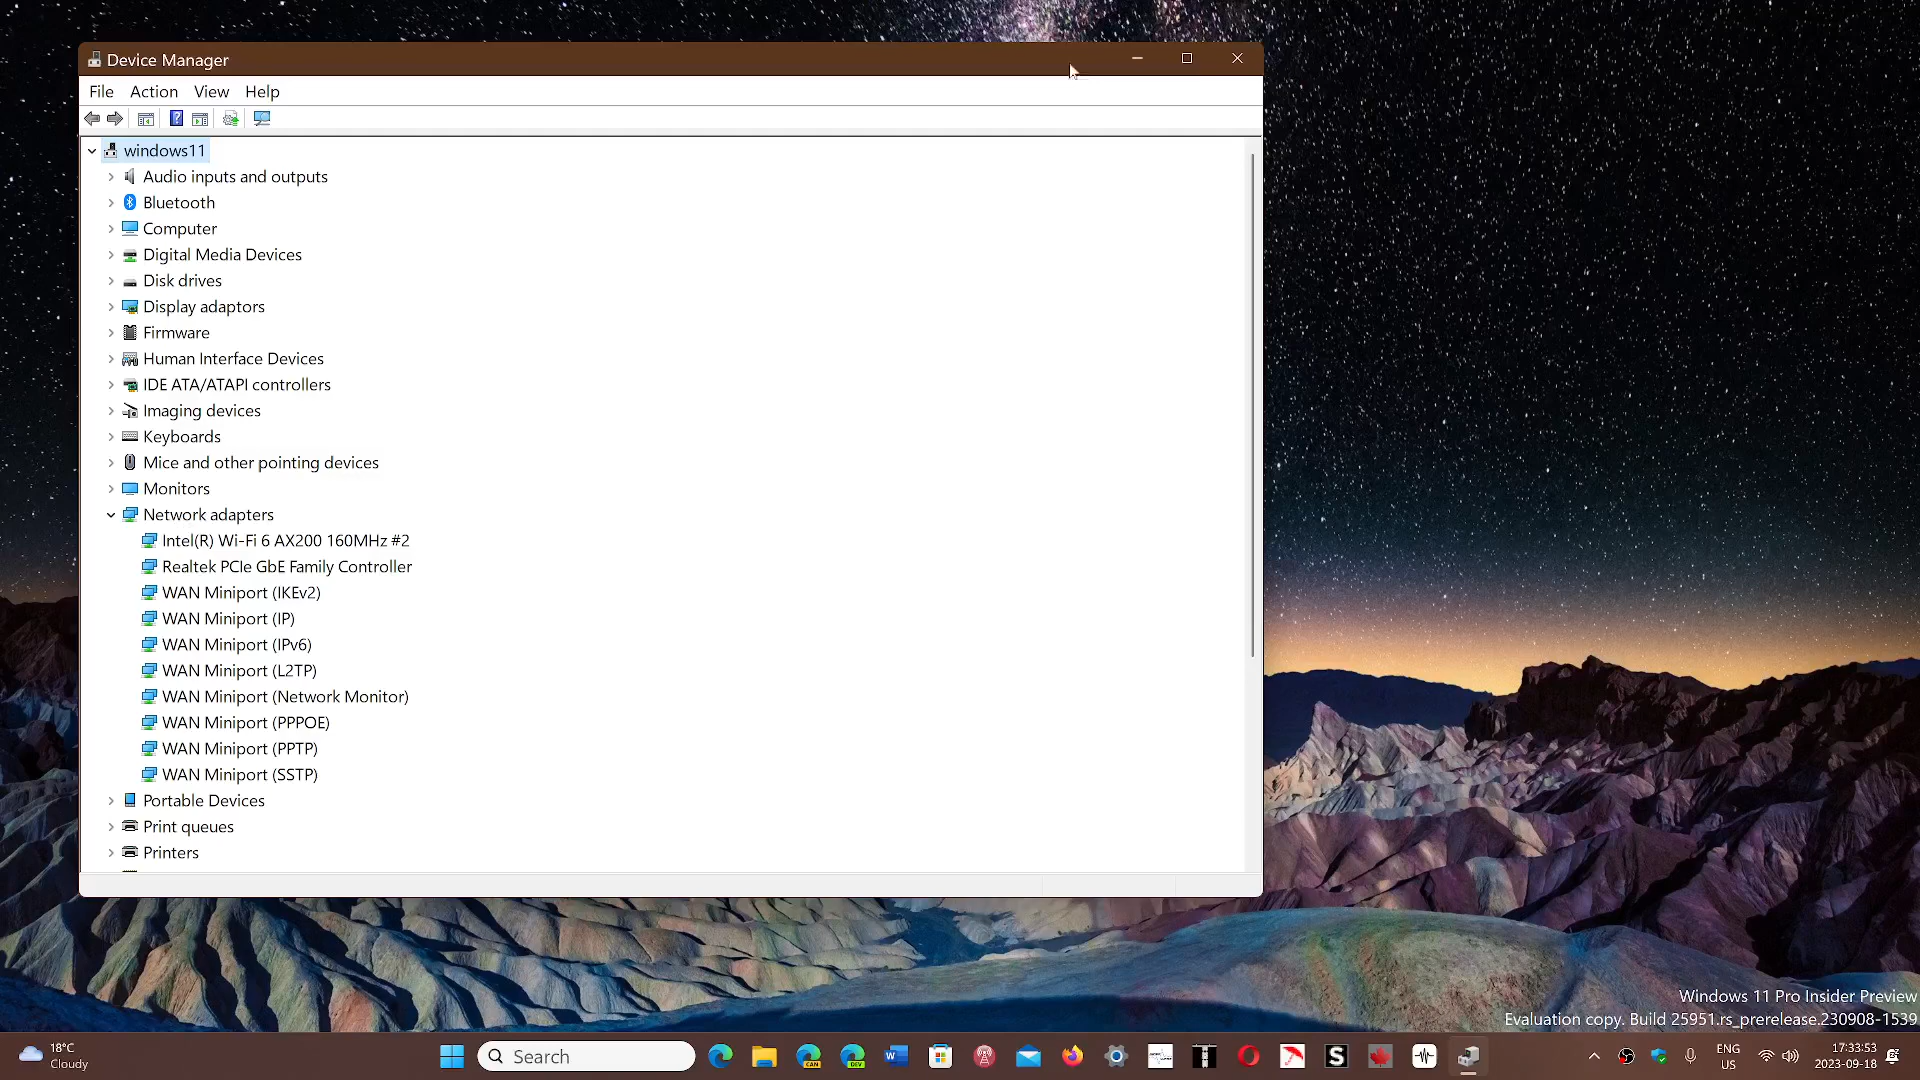 Device Manager
File Action View Help
windows11
Audio inputs and outputs
Bluetooth
Computer
Digital Media Devices
Disk drives
Display adaptors
Firmware
Human Interface Devices
IDE ATA/ATAPI controllers
Imaging devices
Keyboards
Mice and other pointing devices
Monitors
Network adapters
Intel(R) Wi-Fi 6 AX200 160MHz #2
Realtek PCIe GbE Family Controller
WAN Miniport (IKEv2)
WAN Miniport (IP)
WAN Miniport (IPv6)
WAN Miniport (L2TP)
WAN Miniport (Network Monitor)
WAN Miniport (PPPOE)
WAN Miniport (PPTP)
WAN Miniport (SSTP)
Portable Devices
Print queues
Printers
Windows 11 Pro Insider Preview
Evaluation copy. Build 25951.rs_prerelease.230908-1539
18°C
Cloudy
Search
CAN
DEV
W
S
ENG
US
17:33:53
2023-09-18